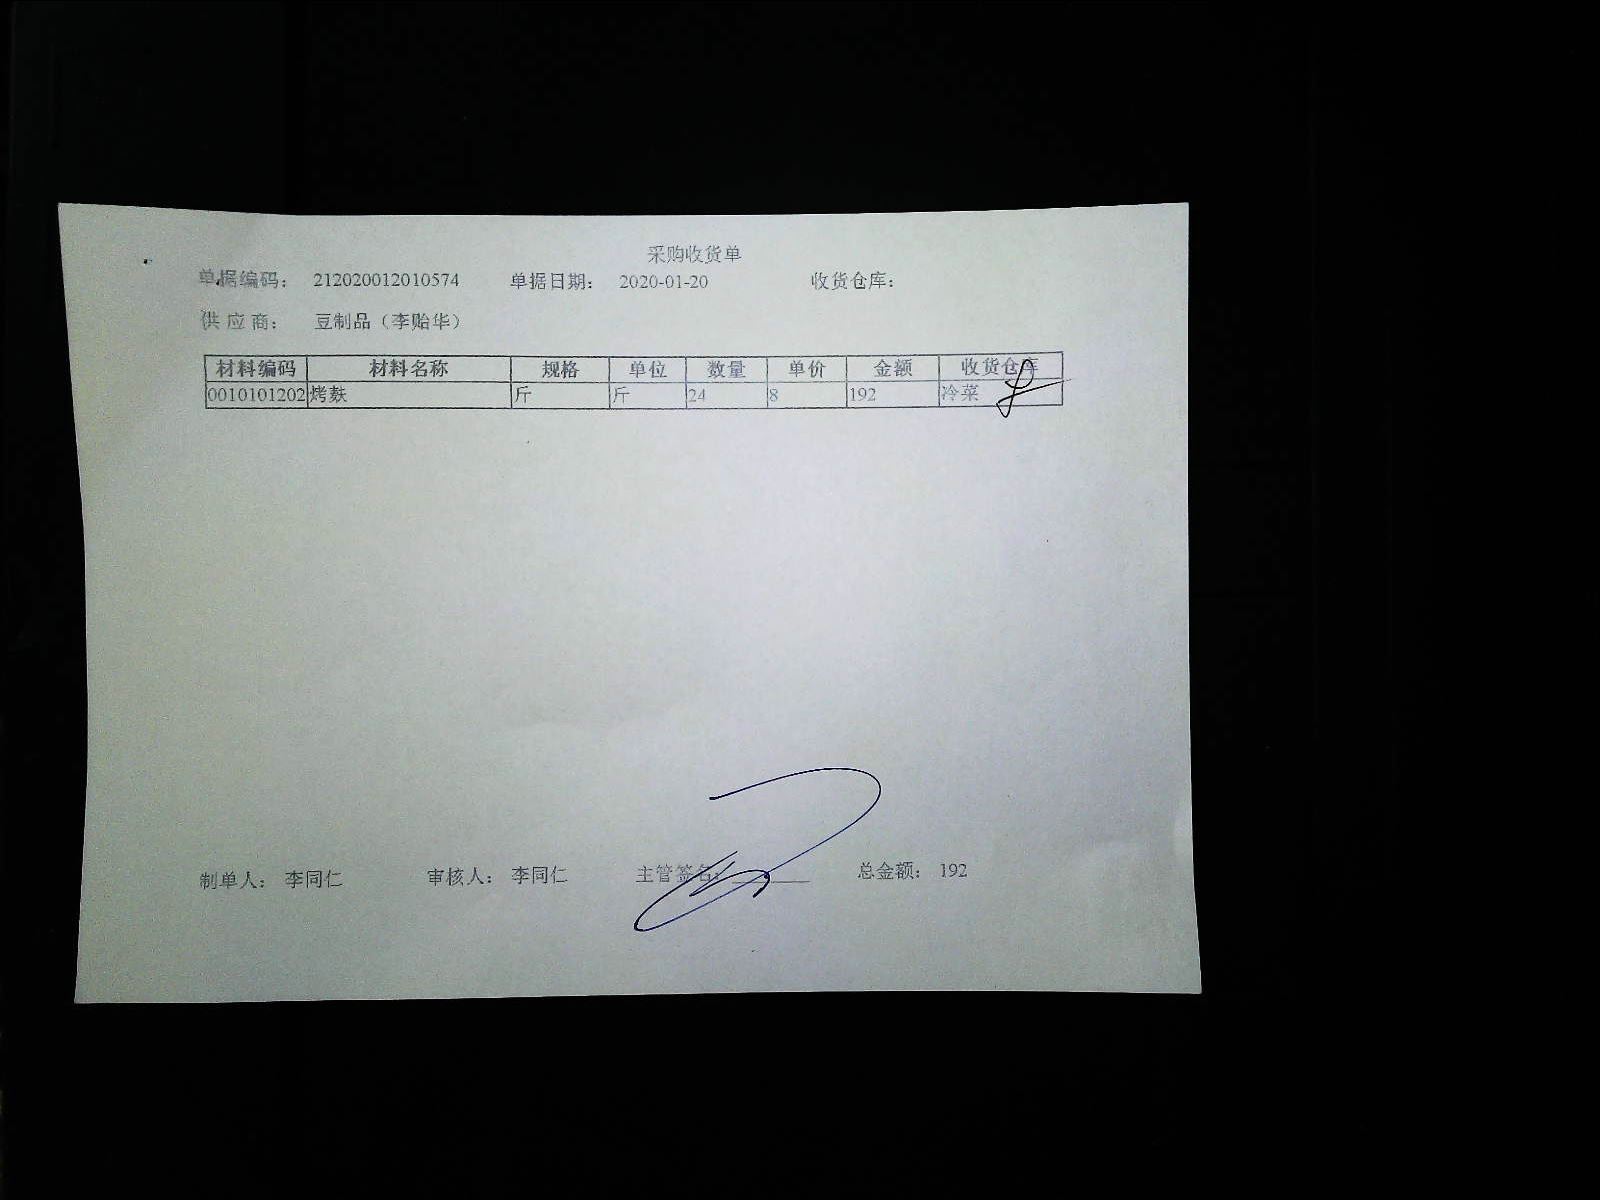 采购收货单
单据编码： 212020012010574 单据日期： 2020-01-20 收货仓库：
供 应 商： 豆制品（李贻华）
材料编码 材料名称 规格 单位 数量 单价 金额 收货仓库
0010101202 烤麸 斤 斤 24 8 192 冷菜
制单人： 李同仁 审核人： 李同仁 主管签名： 总金额： 192